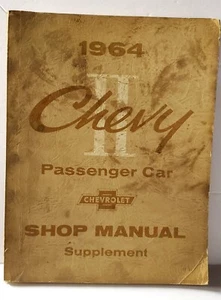 1964
Chevy
II
Passenger Car
CHEVROLET
SHOP MANUAL
Supplement